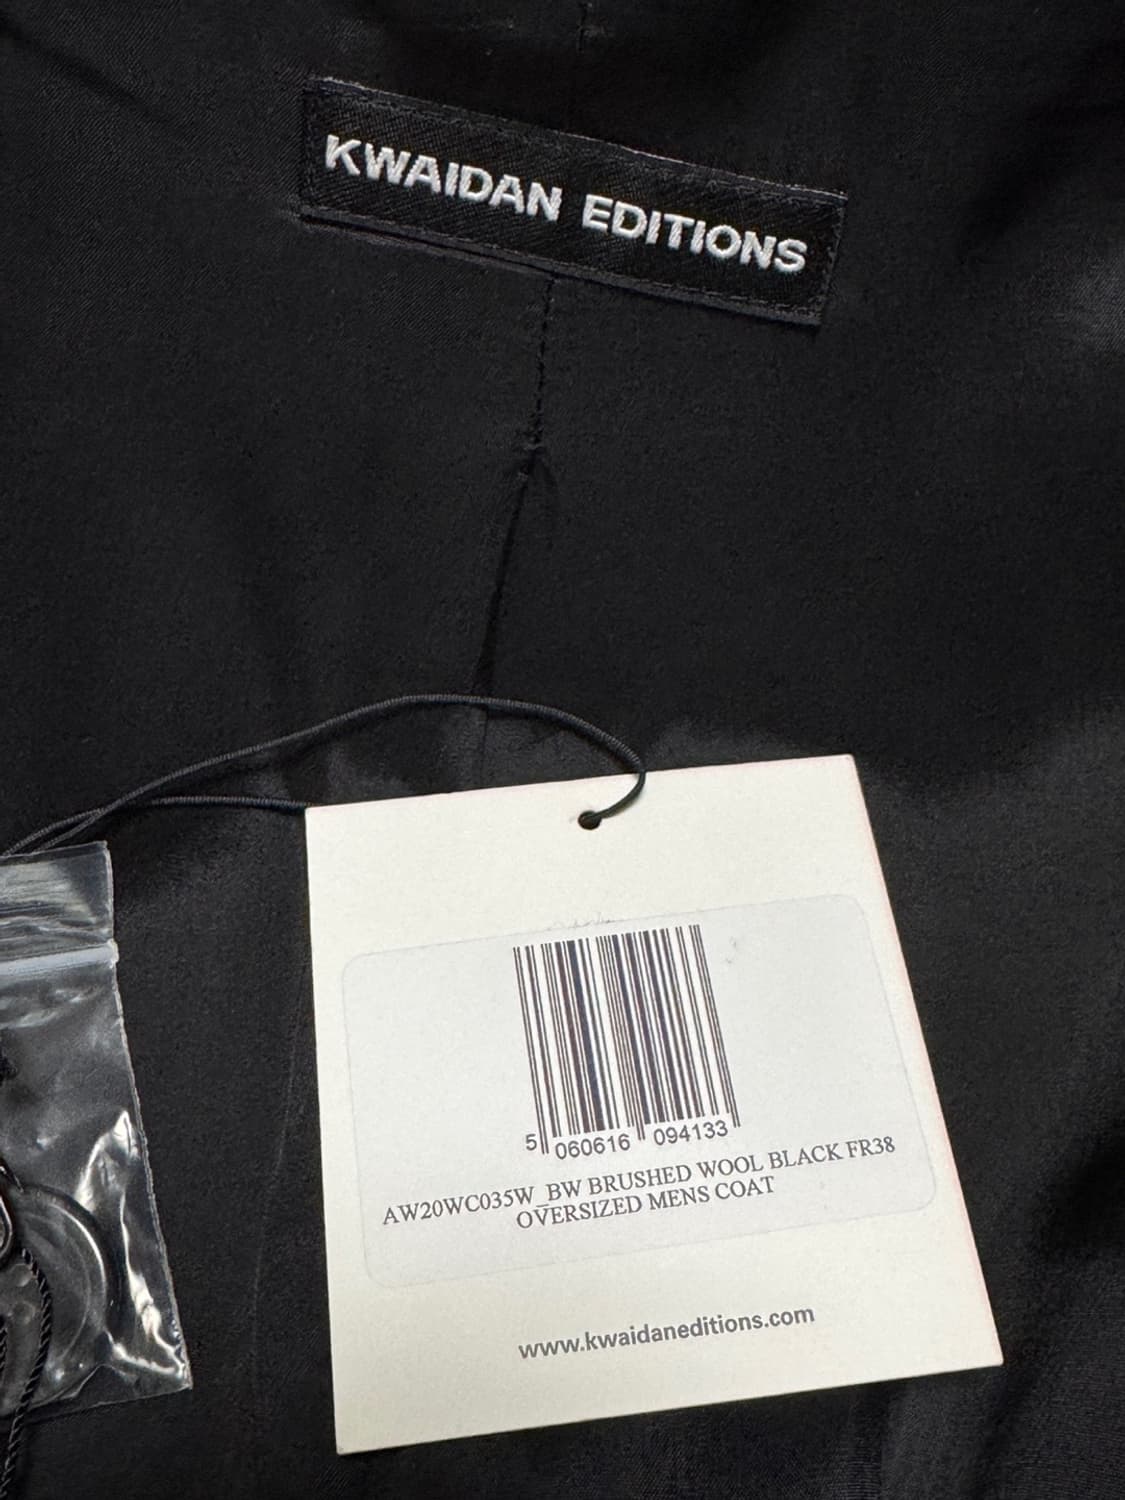 KWAIDAN EDITIONS
5 060616 094133
AW20WC035W_BW BRUSHED WOOL BLACK FR38
OVERSIZED MENS COAT
www.kwaidaneditions.com